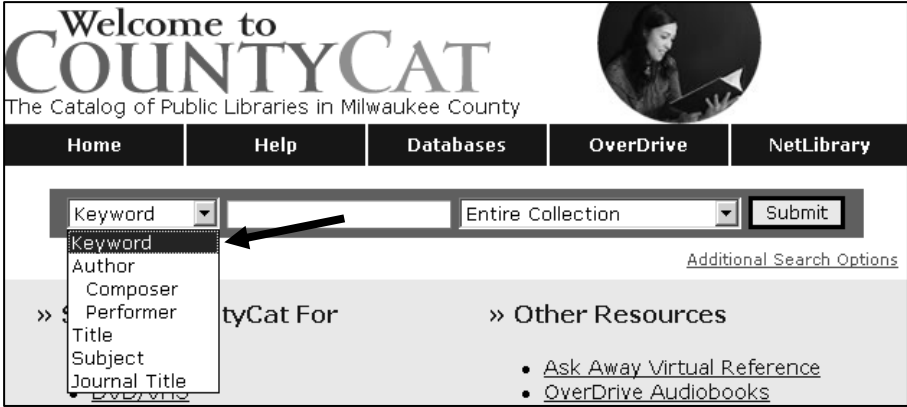 Welcome to
COUNTYCAT
The Catalog of Public Libraries in Milwaukee County
Home Help Databases OverDrive NetLibrary
Keyword Entire Collection Submit
Keyword
Author
Composer
Performer
Title
Subject
Journal Title
Additional Search Options
» tyCat For » Other Resources
• DVD/VHS • Ask Away Virtual Reference
• OverDrive Audiobooks